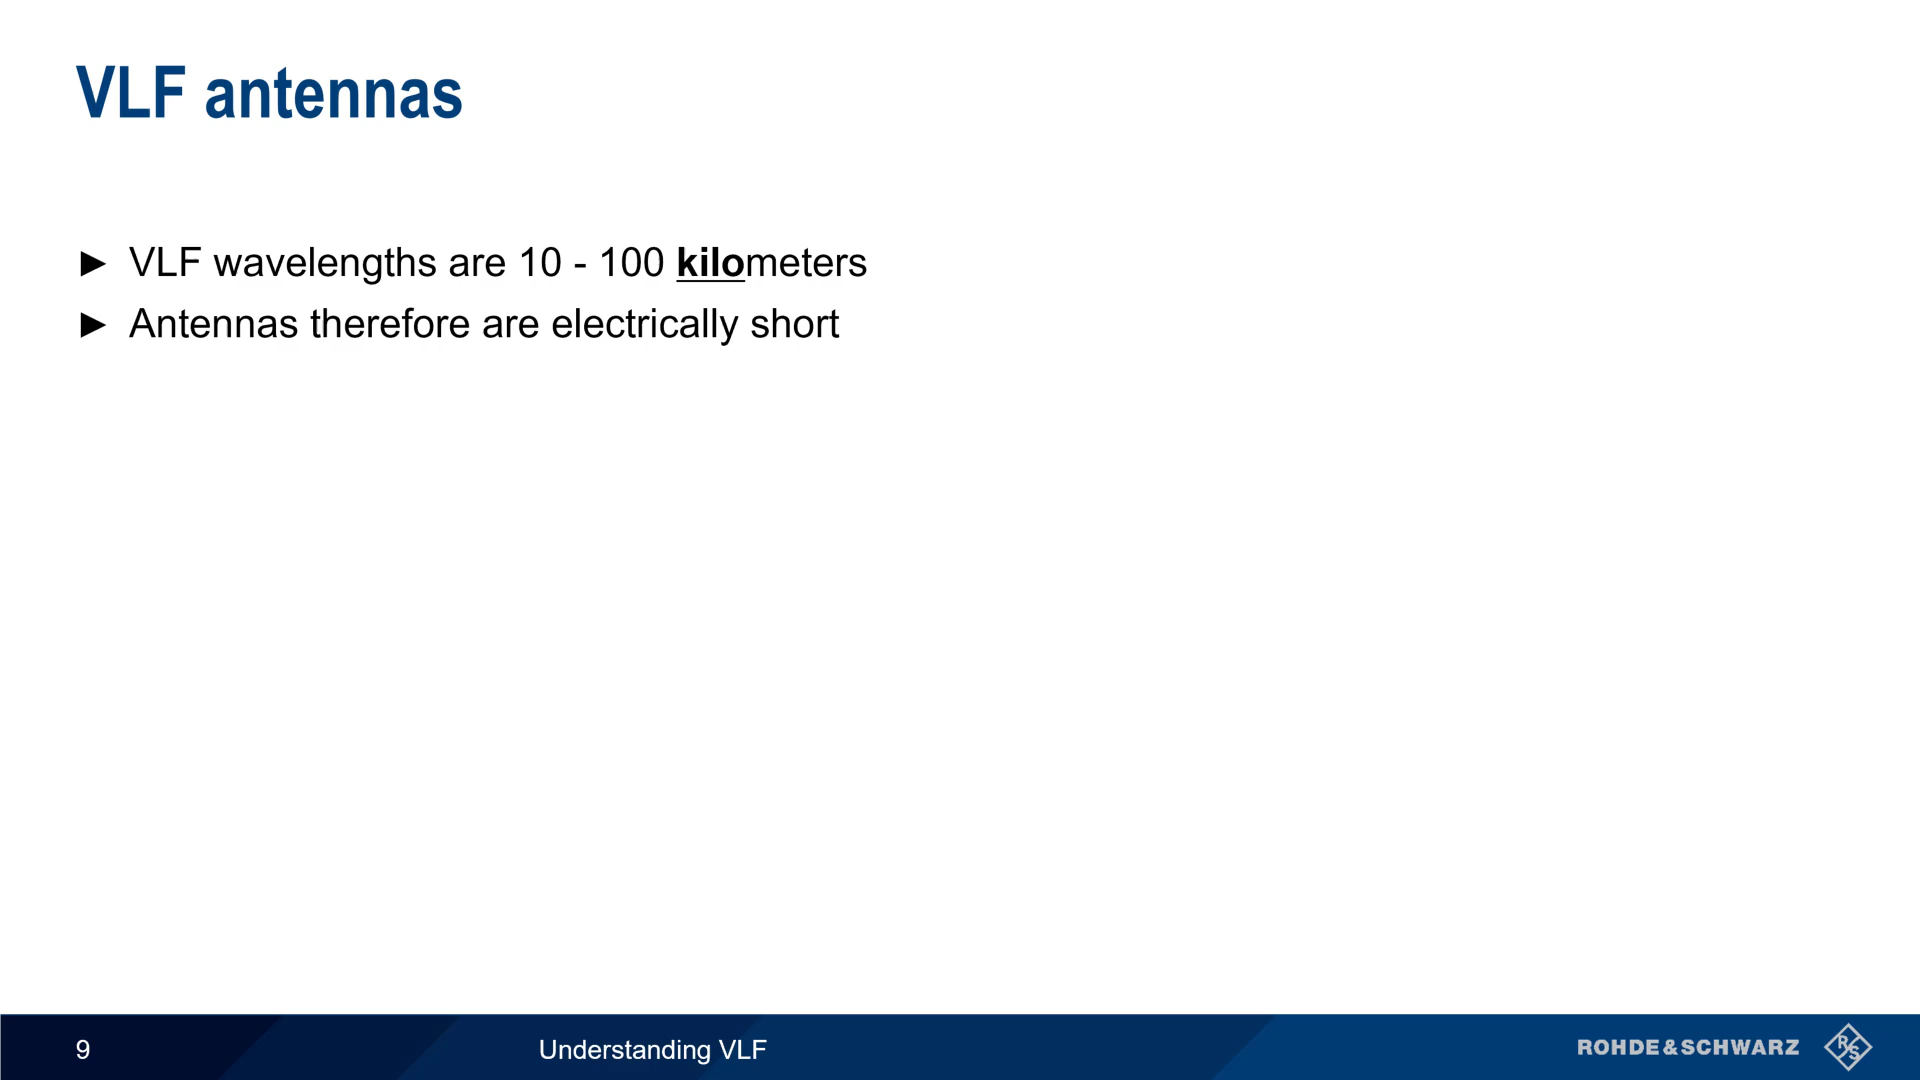 VLF antennas
► VLF wavelengths are 10 - 100 kilometers
► Antennas therefore are electrically short
9
Understanding VLF
ROHDE&SCHWARZ
R&S